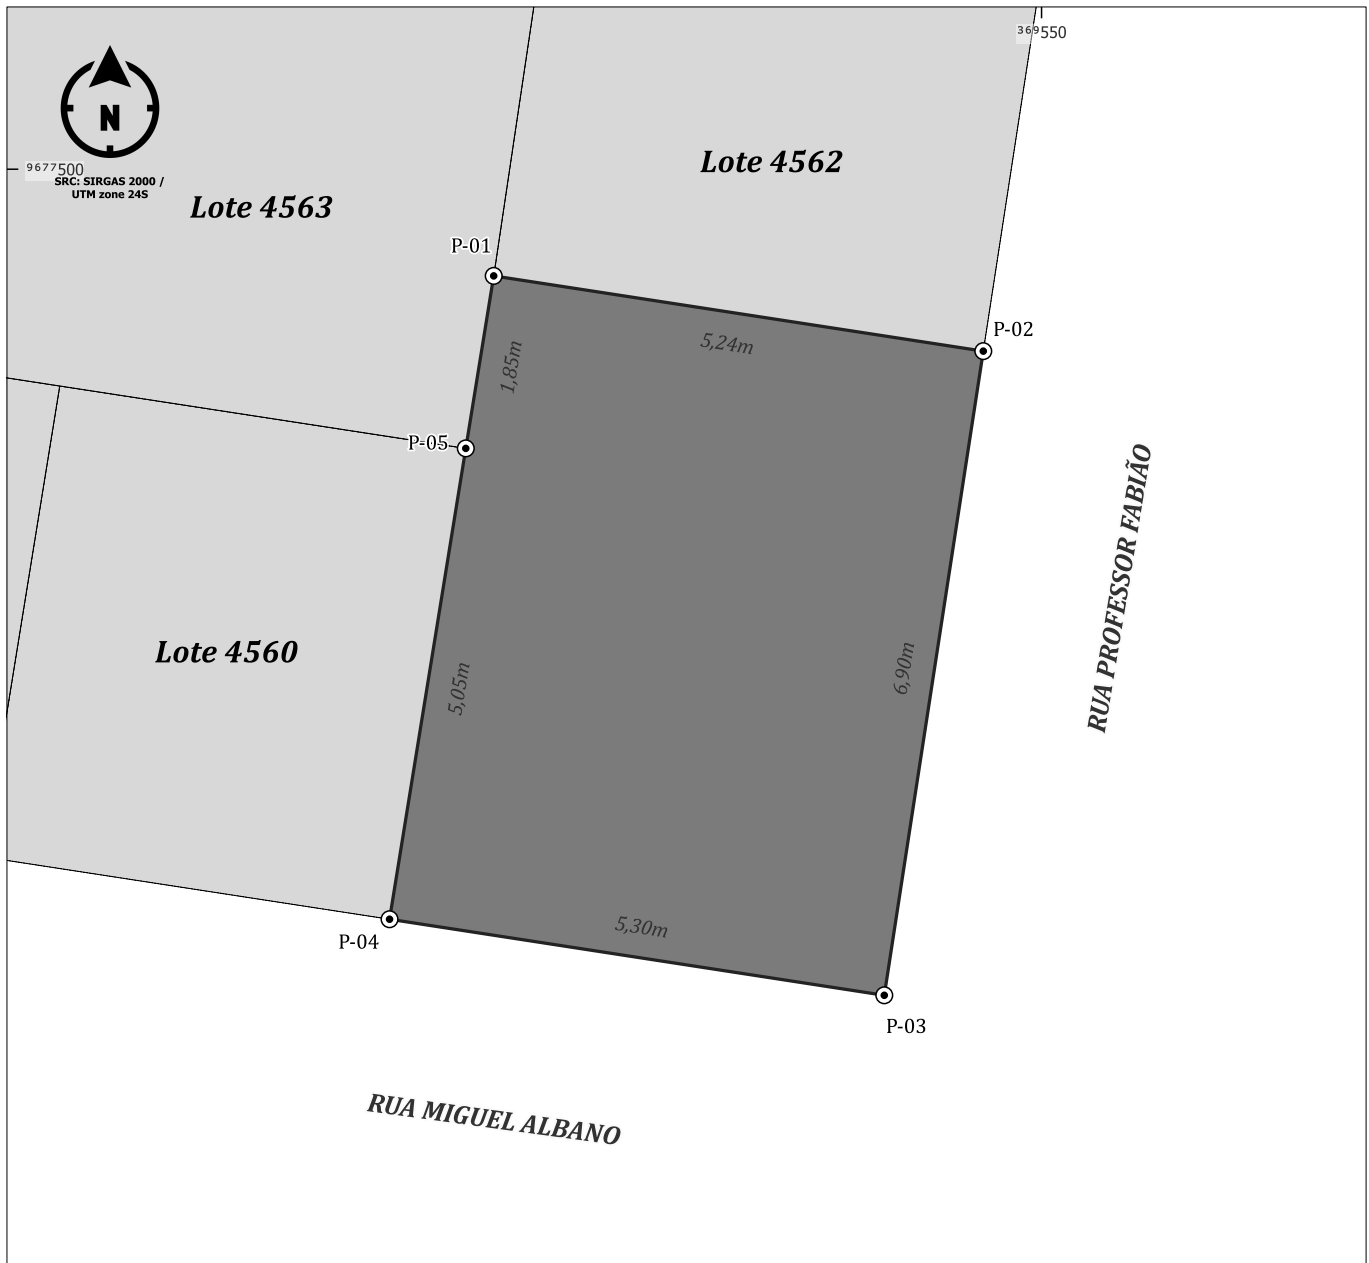 369550
N
9677500
SRC: SIRGAS 2000 /
UTM zone 24S
Lote 4562
Lote 4563
P-01
P-02
5,24m
1,85m
P-05
RUA PROFESSOR FABIÃO
Lote 4560
5,05m
6,90m
5,30m
P-04
P-03
RUA MIGUEL ALBANO